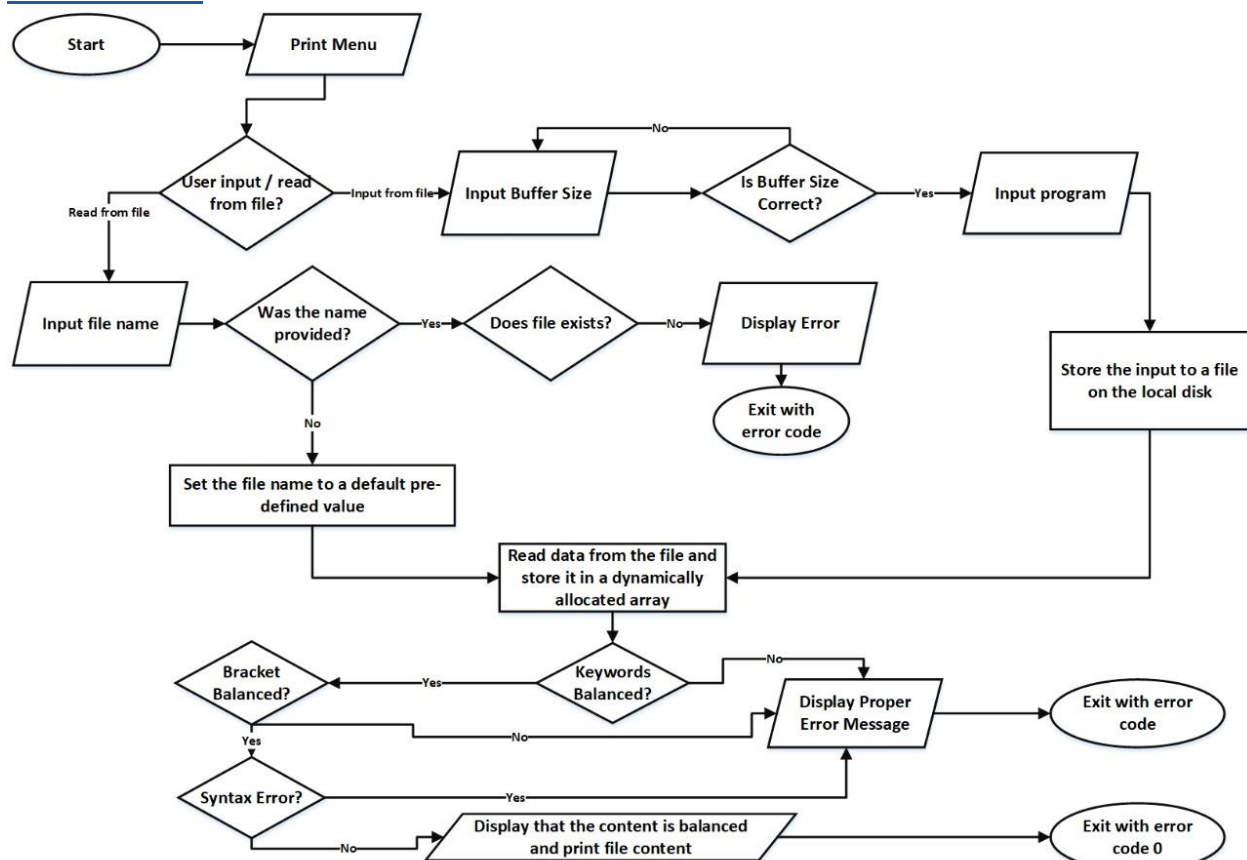 Start
Print Menu
User input / read
from file?
Input from file
Input Buffer Size
No
Is Buffer Size
Correct?
Yes
Input program
Read from file
Input file name
Was the name
provided?
Yes
Does file exists?
No
Display Error
Exit with
error code
Store the input to a file
on the local disk
No
Set the file name to a default pre-
defined value
Read data from the file and
store it in a dynamically
allocated array
Keywords
Balanced?
No
Yes
Bracket
Balanced?
Display Proper
Error Message
Exit with error
code
No
Yes
Syntax Error?
Yes
No
Display that the content is balanced
and print file content
Exit with error
code 0